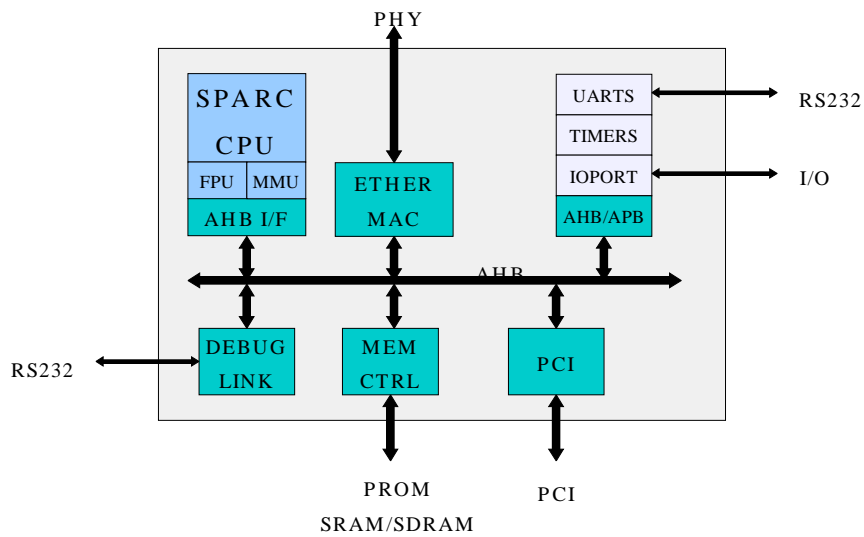 PHY
SPARC
CPU
FPU MMU
AHB I/F
ETHER
MAC
UARTS
TIMERS
IOPORT
AHB/APB
RS232
I/O
AHB
RS232
DEBUG
LINK
MEM
CTRL
PCI
PROM
SRAM/SDRAM
PCI